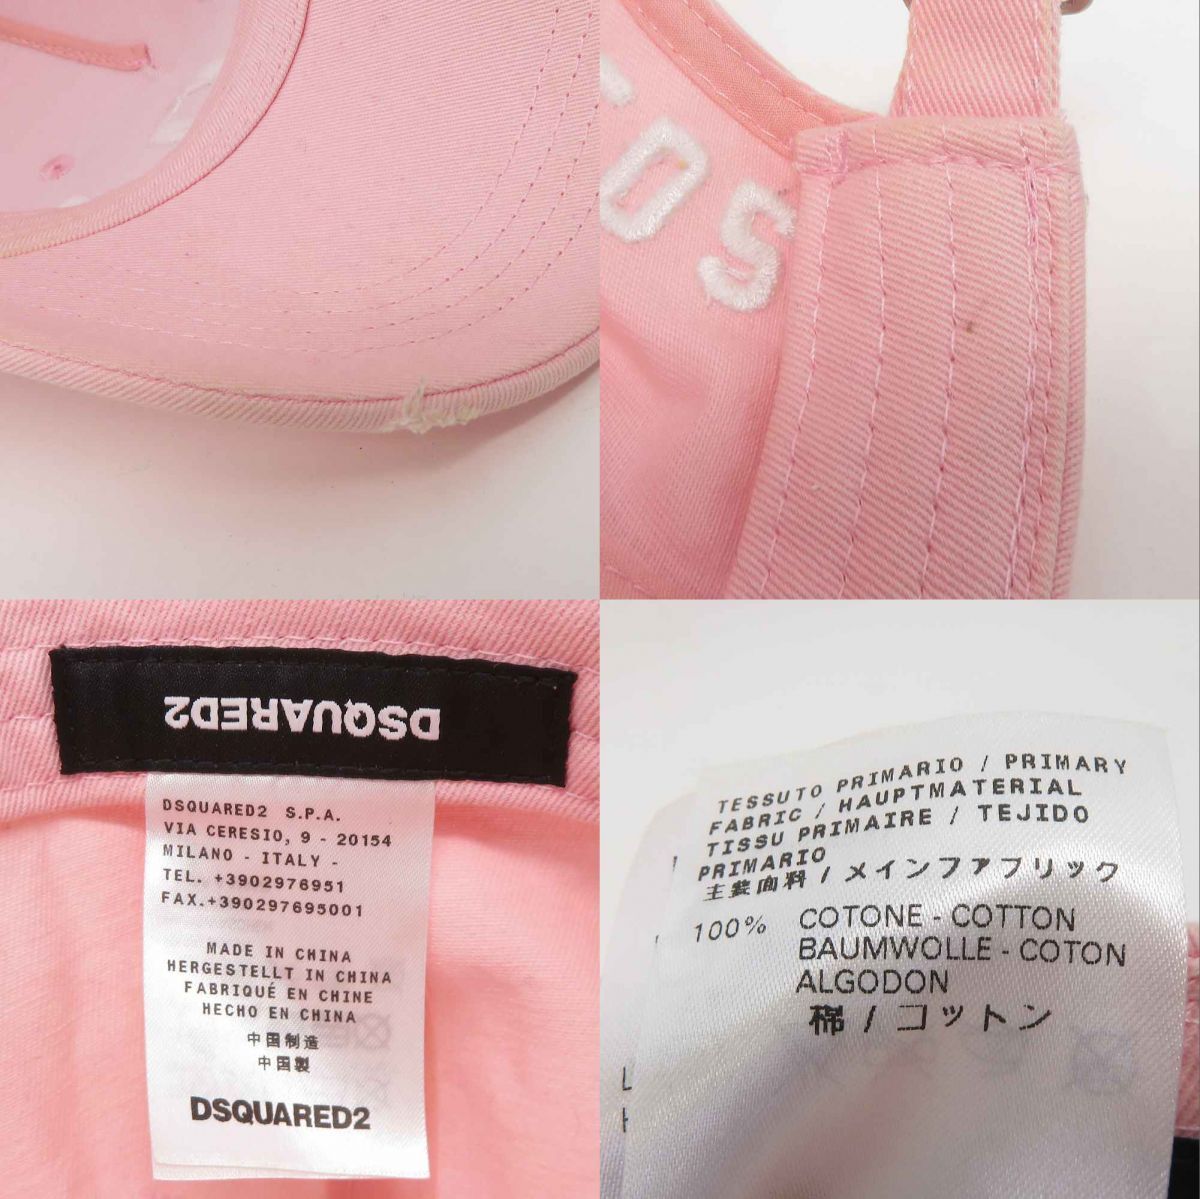 OS
DSQUARED2
DSQUARED2 S.P.A.
VIA CERESIO, 9 - 20154
MILANO - ITALY -
TEL. +3902976951
FAX.+390297695001
MADE IN CHINA
HERGESTELLT IN CHINA
FABRIQUÉ EN CHINE
HECHO EN CHINA
中国制造
中国製
DSQUARED2
TESSUTO PRIMARIO / PRIMARY
FABRIC / HAUPTMATERIAL
TISSU PRIMAIRE / TEJIDO
PRIMARIO
主要面料 / メインファブリック
100% COTONE - COTTON
BAUMWOLLE - COTON
ALGODON
棉 / コットン